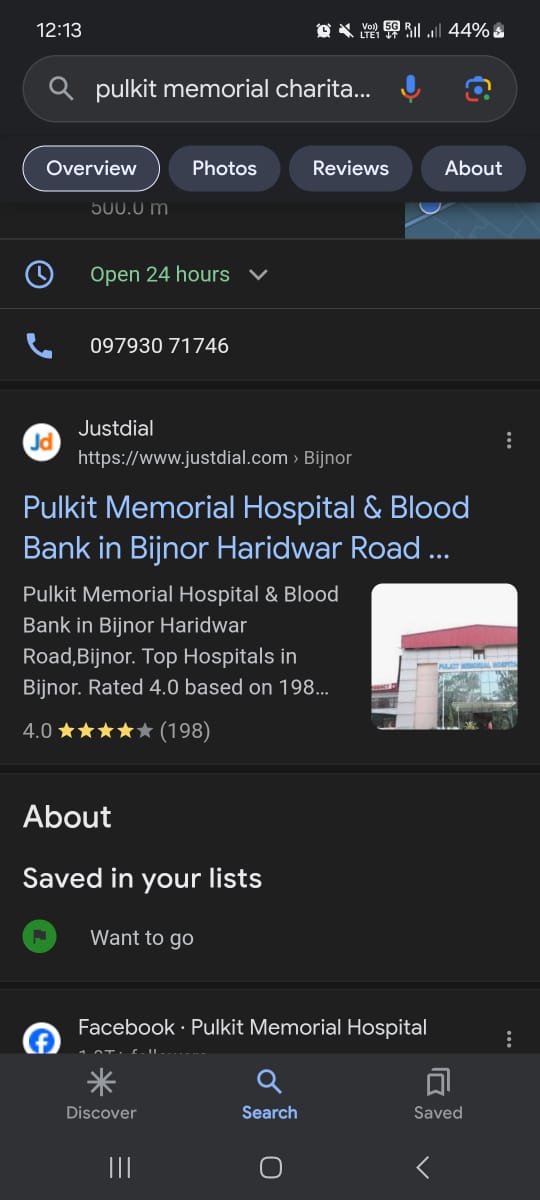 12:13
Vo)) LTE1 5G R 44%
pulkit memorial charita...
Overview Photos Reviews About
500.0 m
Open 24 hours
097930 71746
Jd
Justdial
https://www.justdial.com › Bijnor
Pulkit Memorial Hospital & Blood
Bank in Bijnor Haridwar Road ...
Pulkit Memorial Hospital & Blood
Bank in Bijnor Haridwar
Road,Bijnor. Top Hospitals in
Bijnor. Rated 4.0 based on 198...
PULKIT MEMORIAL HOSPITAL
4.0 ★★★★★ (198)
About
Saved in your lists
Want to go
Facebook · Pulkit Memorial Hospital
Discover Search Saved